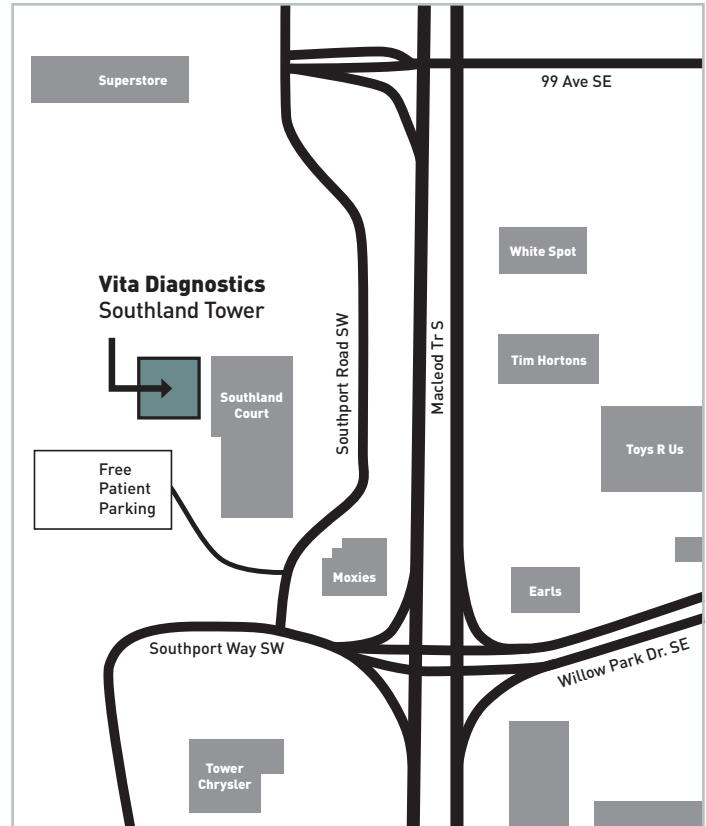 Superstore
99 Ave SE
White Spot
Vita Diagnostics
Southland Tower
Southport Road SW
Macleod Tr S
Tim Hortons
Southland
Court
Toys R Us
Free
Patient
Parking
Moxies
Earls
Southport Way SW
Willow Park Dr. SE
Tower
Chrysler